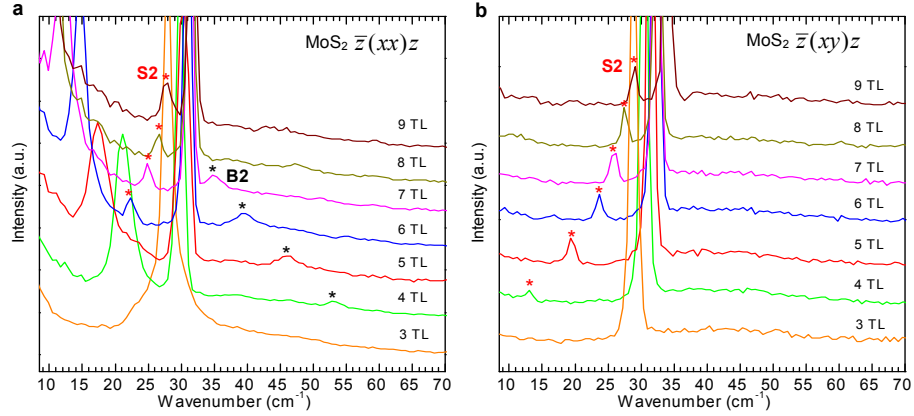 a
MoS₂ z̅(xx)z
S2
*
*
*
*
*
B2
*
*
*
9 TL
8 TL
7 TL
6 TL
5 TL
4 TL
3 TL
Intensity (a.u.)
10 15 20 25 30 35 40 45 50 55 60 65 70
Wavenumber (cm⁻¹)
b
MoS₂ z̅(xy)z
S2
*
*
*
*
*
*
9 TL
8 TL
7 TL
6 TL
5 TL
4 TL
3 TL
Intensity (a.u.)
10 15 20 25 30 35 40 45 50 55 60 65 70
Wavenumber (cm⁻¹)